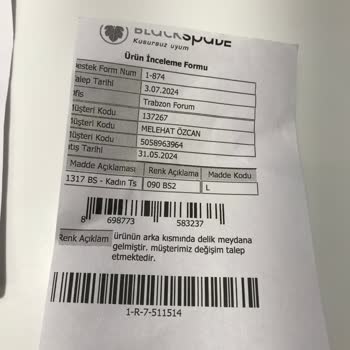 BLACKSPADE
Kusursuz uyum
Ürün İnceleme Formu
Destek Form Num 1-874
Talep Tarihi 3.07.2024
Ofis Trabzon Forum
Müşteri Kodu 137267
Müşteri Kodu MELEHAT ÖZCAN
Müşteri Kodu 5058963964
Satış Tarihi 31.05.2024
Madde Açıklaması Renk Açıklama Madde Kodu
1317 BS - Kadın Ts 090 BS2 L
8 698773 583237
Renk Açıklam ürünün arka kısmında delik meydana
gelmiştir. müşterimiz değişim talep
etmektedir.
1-R-7-511514